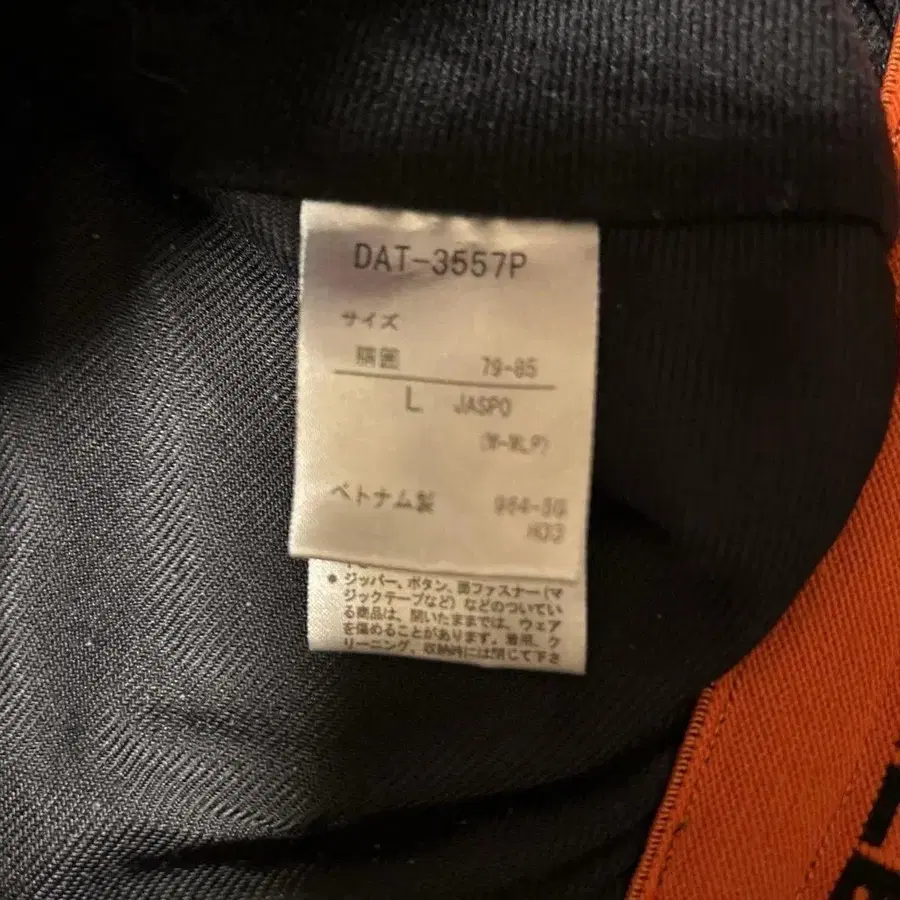 DAT-3557P
サイズ
胴囲 79-85
L JASPO
(W-WLP)
ベトナム製
H03
● ジッパー、ボタン、面ファスナー(マ
ジックテープなど)などのついてい
る商品は、開いたままでは、ウェア
を傷めることがあります。着用、ク
リーニング、収納時には閉じて下さ